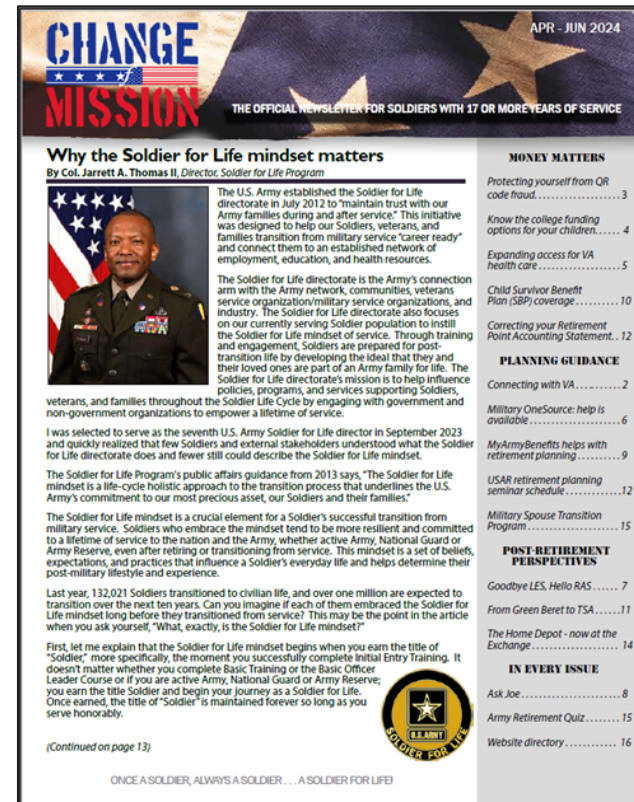 APR - JUN 2024
CHANGE
of
MISSION
THE OFFICIAL NEWSLETTER FOR SOLDIERS WITH 17 OR MORE YEARS OF SERVICE
Why the Soldier for Life mindset matters
By Col. Jarrett A. Thomas II, Director, Soldier for Life Program
The U.S. Army established the Soldier for Life
directorate in July 2012 to “maintain trust with our
Army families during and after service.” This initiative
was designed to help our Soldiers, veterans, and
families transition from military service “career ready”
and connect them to an established network of
employment, education, and health resources.
The Soldier for Life directorate is the Army's connection
arm with the Army network, communities, veterans
service organization/military service organizations, and
industry. The Soldier for Life directorate also focuses
on our currently serving Soldier population to instill
the Soldier for Life mindset of service. Through training
and engagement, Soldiers are prepared for post-
transition life by developing the ideal that they and
their loved ones are part of an Army family for life. The
Soldier for Life directorate's mission is to help influence
policies, programs, and services supporting Soldiers,
veterans, and families throughout the Soldier Life Cycle by engaging with government and
non-government organizations to empower a lifetime of service.
I was selected to serve as the seventh U.S. Army Soldier for Life director in September 2023
and quickly realized that few Soldiers and external stakeholders understood what the Soldier
for Life directorate does and fewer still could describe the Soldier for Life mindset.
The Soldier for Life Program's public affairs guidance from 2013 says, “The Soldier for Life
mindset is a life-cycle holistic approach to the transition process that underlines the U.S.
Army's commitment to our most precious asset, our Soldiers and their families.”
The Soldier for Life mindset is a crucial element for a Soldier's successful transition from
military service. Soldiers who embrace the mindset tend to be more resilient and committed
to a lifetime of service to the nation and the Army, whether active Army, National Guard or
Army Reserve, even after retiring or transitioning from service. This mindset is a set of beliefs,
expectations, and practices that influence a Soldier's everyday life and helps determine their
post-military lifestyle and experience.
Last year, 132,021 Soldiers transitioned to civilian life, and over one million are expected to
transition over the next ten years. Can you imagine if each of them embraced the Soldier for
Life mindset long before they transitioned from service? This may be the point in the article
when you ask yourself, “What, exactly, is the Soldier for Life mindset?”
First, let me explain that the Soldier for Life mindset begins when you earn the title of
“Soldier,” more specifically, the moment you successfully complete Initial Entry Training. It
doesn't matter whether you complete Basic Training or the Basic Officer
Leader Course or if you are active Army, National Guard or Army Reserve;
you earn the title Soldier and begin your journey as a Soldier for Life.
Once earned, the title of “Soldier” is maintained forever so long as you
serve honorably.
(Continued on page 13)
U.S.ARMY
SOLDIER FOR LIFE
MONEY MATTERS
Protecting yourself from QR
code fraud. . . . . . . . . . . . . . . . . . . 3
Know the college funding
options for your children. . . . . . 4
Expanding access for VA
health care . . . . . . . . . . . . . . . . . . 5
Child Survivor Benefit
Plan (SBP) coverage . . . . . . . . . 10
Correcting your Retirement
Point Accounting Statement. . 12
PLANNING GUIDANCE
Connecting with VA . . . . . . . . . . 2
Military OneSource: help is
available . . . . . . . . . . . . . . . . . . . . 6
MyArmyBenefits helps with
retirement planning . . . . . . . . . . 9
USAR retirement planning
seminar schedule . . . . . . . . . . . .12
Military Spouse Transition
Program . . . . . . . . . . . . . . . . . . . 15
POST-RETIREMENT
PERSPECTIVES
Goodbye LES, Hello RAS . . . . . . 7
From Green Beret to TSA . . . . .11
The Home Depot - now at the
Exchange . . . . . . . . . . . . . . . . . . 14
IN EVERY ISSUE
Ask Joe . . . . . . . . . . . . . . . . . . . . . 8
Army Retirement Quiz . . . . . . . . 15
Website directory . . . . . . . . . . . . 16
ONCE A SOLDIER, ALWAYS A SOLDIER . . . A SOLDIER FOR LIFE!